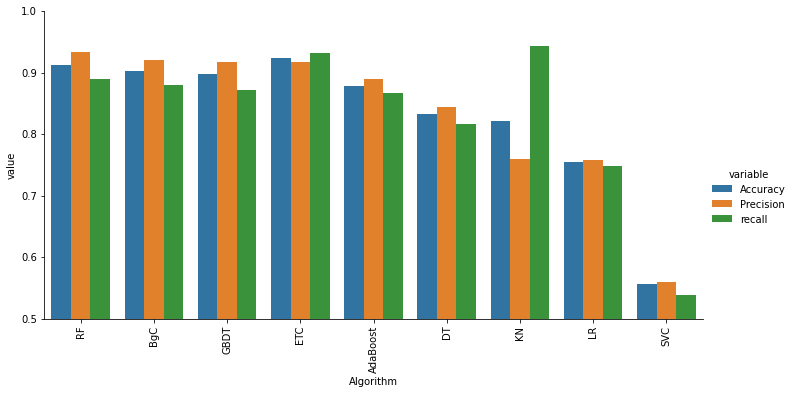 1.0
0.9
0.8
0.7
0.6
0.5
value
RF
BgC
GBDT
ETC
AdaBoost
DT
KN
LR
SVC
Algorithm
variable
Accuracy
Precision
recall